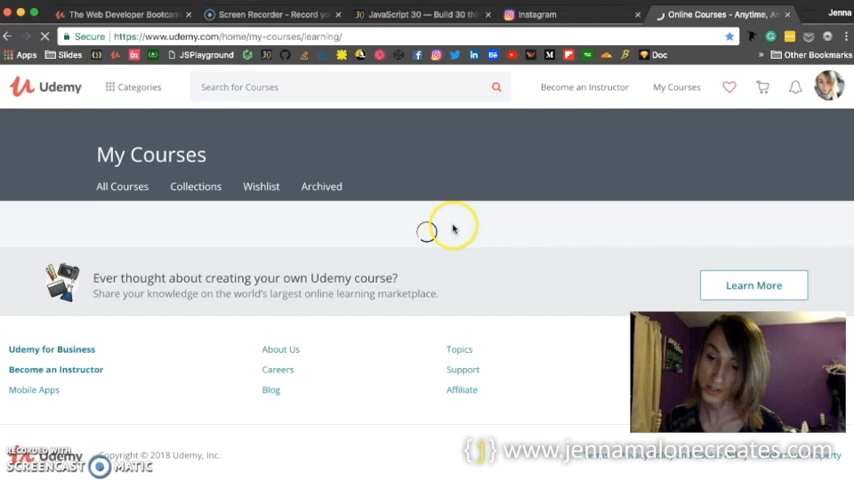 The Web Developer Bootcam
Screen Recorder - Record yo
JavaScript 30 — Build 30 thi
Instagram
Online Courses - Anytime, An
Jenna
Secure
https://www.udemy.com/home/my-courses/learning/
Apps
Slides
JSPlayground
30
Doc
» Other Bookmarks
Udemy
Categories
Search for Courses
Become an Instructor
My Courses
My Courses
All Courses
Collections
Wishlist
Archived
Ever thought about creating your own Udemy course?
Share your knowledge on the world's largest online learning marketplace.
Learn More
Udemy for Business
About Us
Topics
Become an Instructor
Careers
Support
Mobile Apps
Blog
Affiliate
RECORDED WITH
SCREENCAST MATIC
Udemy
Copyright © 2018 Udemy, Inc.
{ J } www.jennamalonecreates.com